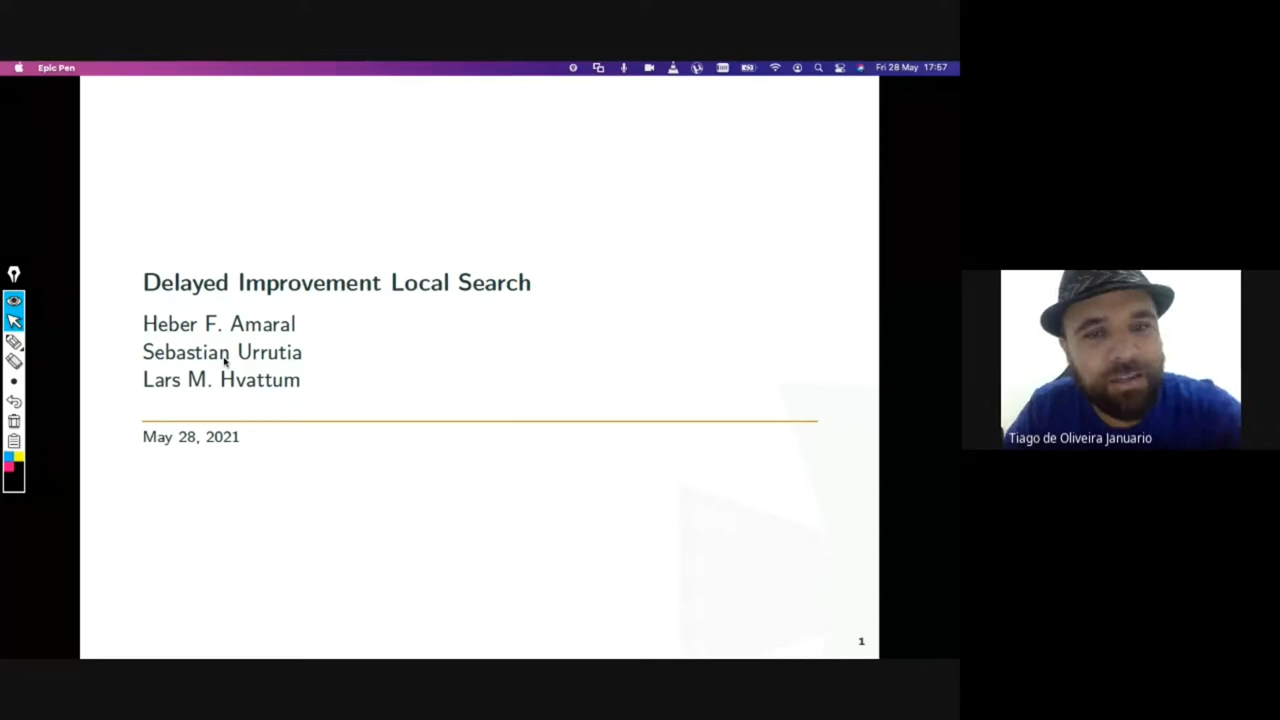 Epic Pen
Fri 28 May 17:57
Delayed Improvement Local Search
Heber F. Amaral
Sebastian Urrutia
Lars M. Hvattum
May 28, 2021
Tiago de Oliveira Januario
1